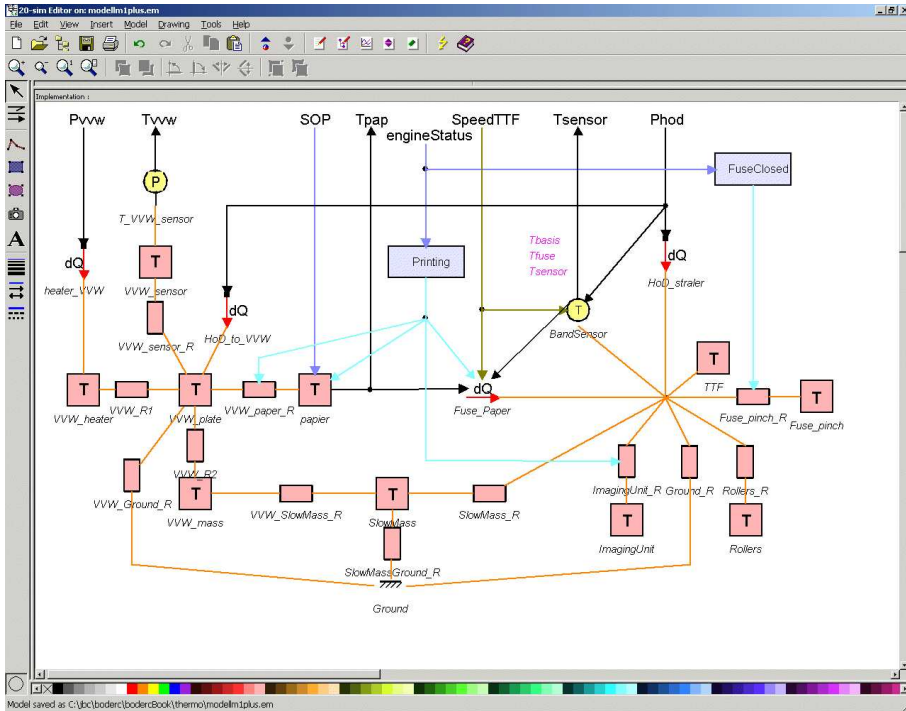 20-sim Editor on: modellm1plus.em
File Edit View Insert Model Drawing Tools Help
Implementation :
Pvvw Tvvw SOP Tpap SpeedTTF Tsensor Phod
engineStatus
FuseClosed
P
T_VVW_sensor
Tbasis
Tfuse
Tsensor
dQ T Printing dQ
heater_VVW VVW_sensor HoD_straler
dQ T
VVW_sensor_R HoD_to_VVW BandSensor
T T T dQ T T
TTF
VVW_heater VVW_R1 VVW_plate VVW_paper_R papier Fuse_Paper Fuse_pinch_R Fuse_pinch
VVW_R2
VVW_Ground_R T T ImagingUnit_R Ground_R Rollers_R
VVW_mass VVW_SlowMass_R SlowMass SlowMass_R T T
ImagingUnit Rollers
SlowMassGround_R
Ground
A
Model saved as C:\jbc\boderc\bodercBook\thermo\modellm1plus.em